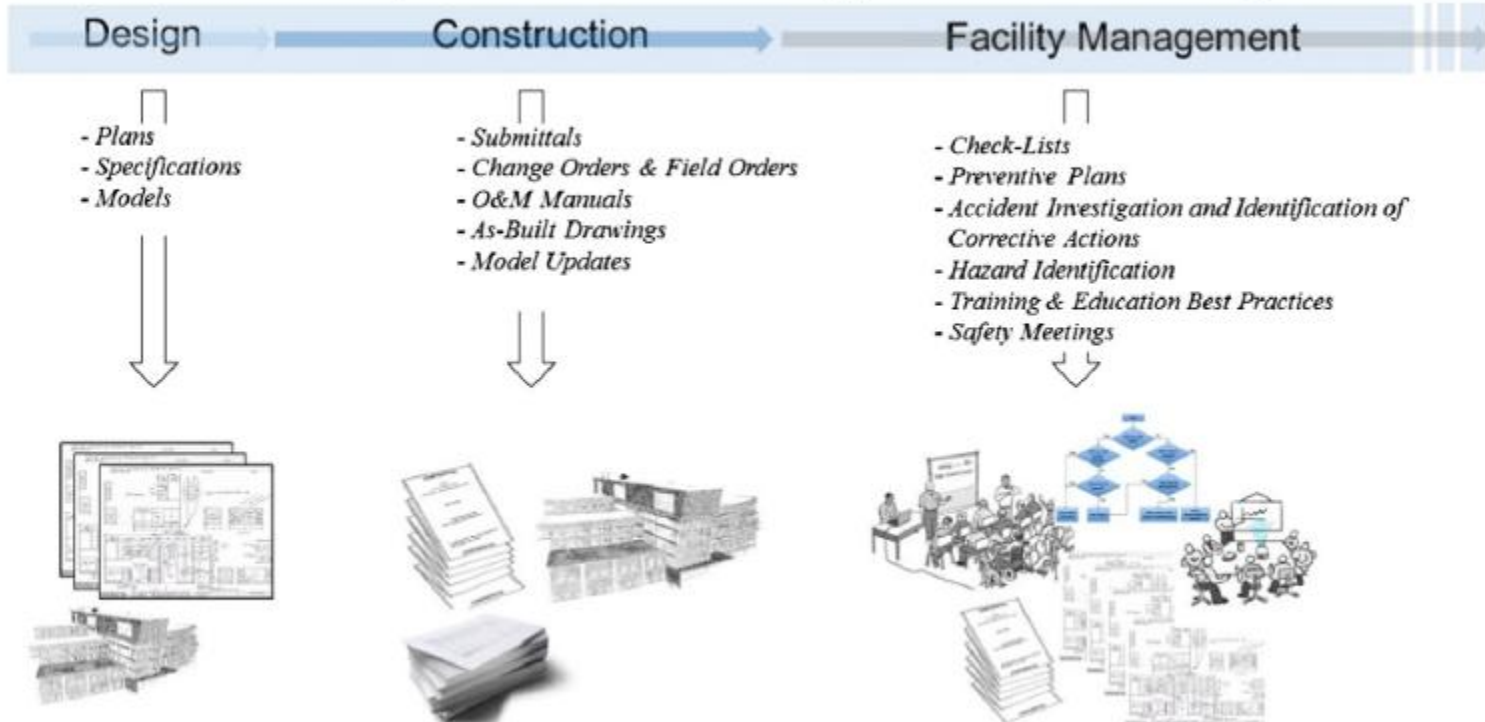 Design
Construction
Facility Management
- Plans
- Specifications
- Models
- Submittals
- Change Orders & Field Orders
- O&M Manuals
- As-Built Drawings
- Model Updates
- Check-Lists
- Preventive Plans
- Accident Investigation and Identification of
Corrective Actions
- Hazard Identification
- Training & Education Best Practices
- Safety Meetings